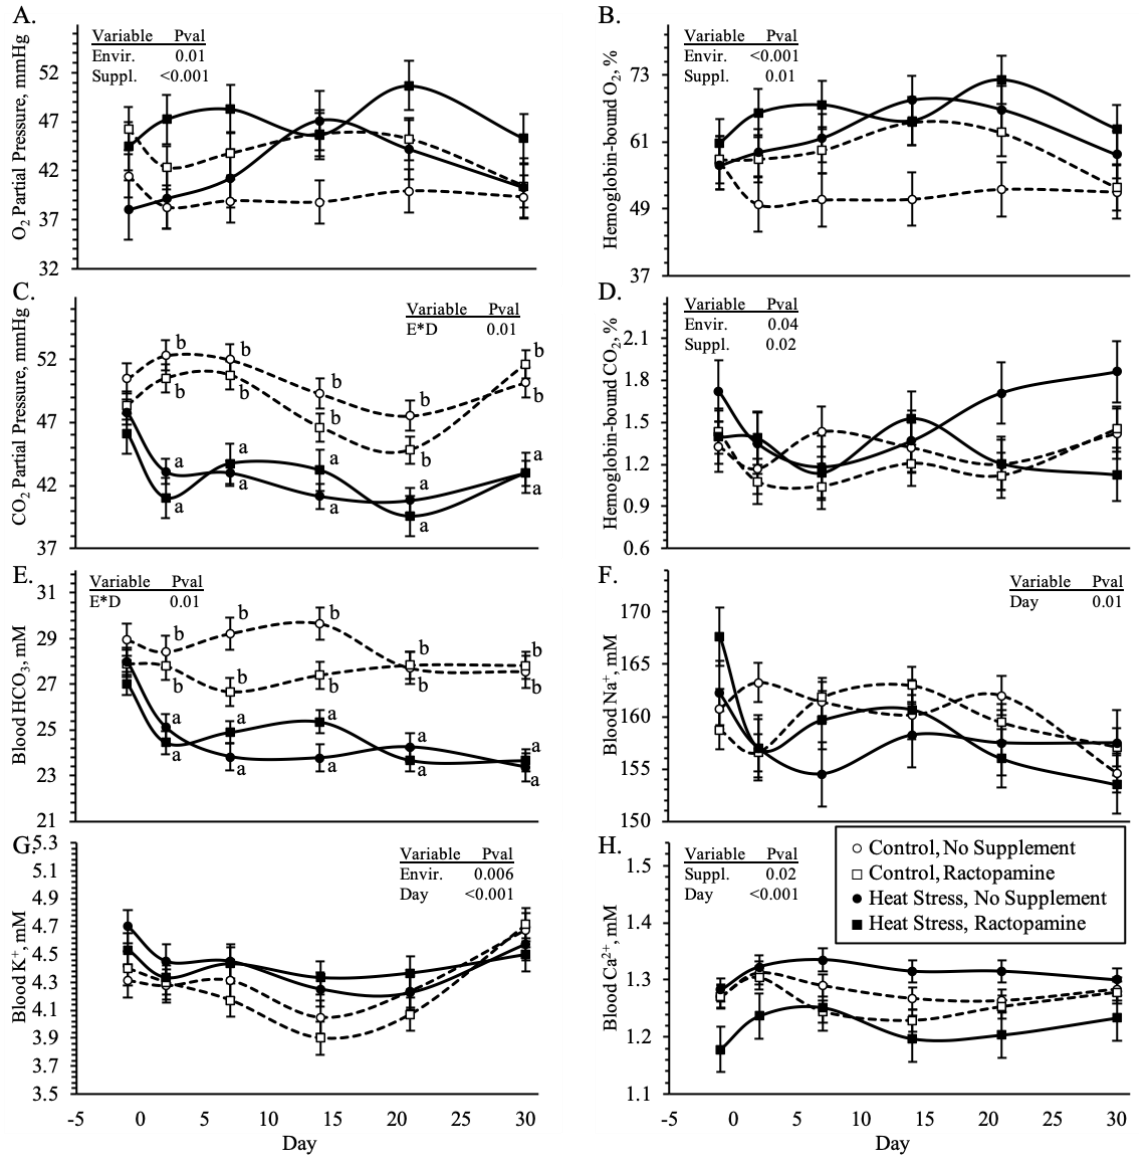 A.
Variable Pval
Envir. 0.01
Suppl. <0.001
O2 Partial Pressure, mmHg
52
47
42
37
32
B.
Variable Pval
Envir. <0.001
Suppl. 0.01
Hemoglobin-bound O2, %
73
61
49
37
C.
Variable Pval
E*D 0.01
CO2 Partial Pressure, mmHg
52
47
42
37
b b b b b
b b b b b
a a a a a
a a a a a
D.
Variable Pval
Envir. 0.04
Suppl. 0.02
Hemoglobin-bound CO2, %
2.1
1.8
1.5
1.2
0.9
0.6
E.
Variable Pval
E*D 0.01
Blood HCO3, mM
31
29
27
25
23
21
b b b b b
b b b b b
a a a a a
a a a a a
F.
Variable Pval
Day 0.01
Blood Na+, mM
170
165
160
155
150
G.
Variable Pval
Envir. 0.006
Day <0.001
Blood K+, mM
5.3
5.1
4.9
4.7
4.5
4.3
4.1
3.9
3.7
3.5
-5 0 5 10 15 20 25 30
Day
H.
Variable Pval
Suppl. 0.02
Day <0.001
Blood Ca2+, mM
1.5
1.4
1.3
1.2
1.1
-5 0 5 10 15 20 25 30
Day
Control, No Supplement
Control, Ractopamine
Heat Stress, No Supplement
Heat Stress, Ractopamine